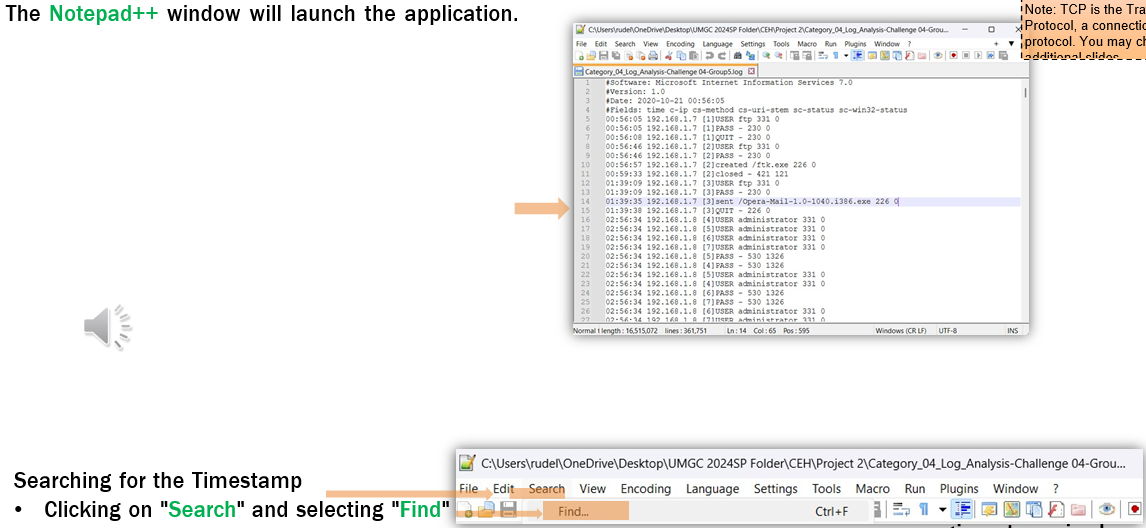 The Notepad++ window will launch the application.
Note: TCP is the Tra
Protocol, a connectio
protocol. You may ch
additional slides
C:\Users\rudel\OneDrive\Desktop\UMGC 2024SP Folder\CEH\Project 2\Category_04_Log_Analysis-Challenge 04-Grou...
File Edit Search View Encoding Language Settings Tools Macro Run Plugins Window ?
Category_04_Log_Analysis-Challenge 04-Group5.log
1 #Software: Microsoft Internet Information Services 7.0
2 #Version: 1.0
3 #Date: 2020-10-21 00:56:05
4 #Fields: time c-ip cs-method cs-uri-stem sc-status sc-win32-status
5 00:56:05 192.168.1.7 [1]USER ftp 331 0
6 00:56:05 192.168.1.7 [1]PASS - 230 0
7 00:56:08 192.168.1.7 [1]QUIT - 230 0
8 00:56:46 192.168.1.7 [2]USER ftp 331 0
9 00:56:46 192.168.1.7 [2]PASS - 230 0
10 00:56:57 192.168.1.7 [2]created /ftk.exe 226 0
11 00:59:33 192.168.1.7 [2]closed - 421 121
12 01:39:09 192.168.1.7 [3]USER ftp 331 0
13 01:39:09 192.168.1.7 [3]PASS - 230 0
14 01:39:35 192.168.1.7 [3]sent /Opera-Mail-1.0-1040.i386.exe 226 0
15 01:39:38 192.168.1.7 [3]QUIT - 226 0
16 02:56:34 192.168.1.8 [4]USER administrator 331 0
17 02:56:34 192.168.1.8 [5]USER administrator 331 0
18 02:56:34 192.168.1.8 [6]USER administrator 331 0
19 02:56:34 192.168.1.8 [7]USER administrator 331 0
20 02:56:34 192.168.1.8 [5]PASS - 530 1326
21 02:56:34 192.168.1.8 [4]PASS - 530 1326
22 02:56:34 192.168.1.8 [5]USER administrator 331 0
23 02:56:34 192.168.1.8 [4]USER administrator 331 0
24 02:56:34 192.168.1.8 [6]PASS - 530 1326
25 02:56:34 192.168.1.8 [7]PASS - 530 1326
26 02:56:34 192.168.1.8 [6]USER administrator 331 0
27 02:56:34 192.168.1.8 [7]USER administrator 331 0
Normal t length : 16,515,072 lines : 361,751 Ln : 14 Col : 65 Pos : 595 Windows (CR LF) UTF-8 INS
Searching for the Timestamp
• Clicking on "Search" and selecting "Find"
C:\Users\rudel\OneDrive\Desktop\UMGC 2024SP Folder\CEH\Project 2\Category_04_Log_Analysis-Challenge 04-Grou...
File Edit Search View Encoding Language Settings Tools Macro Run Plugins Window ?
Find... Ctrl+F